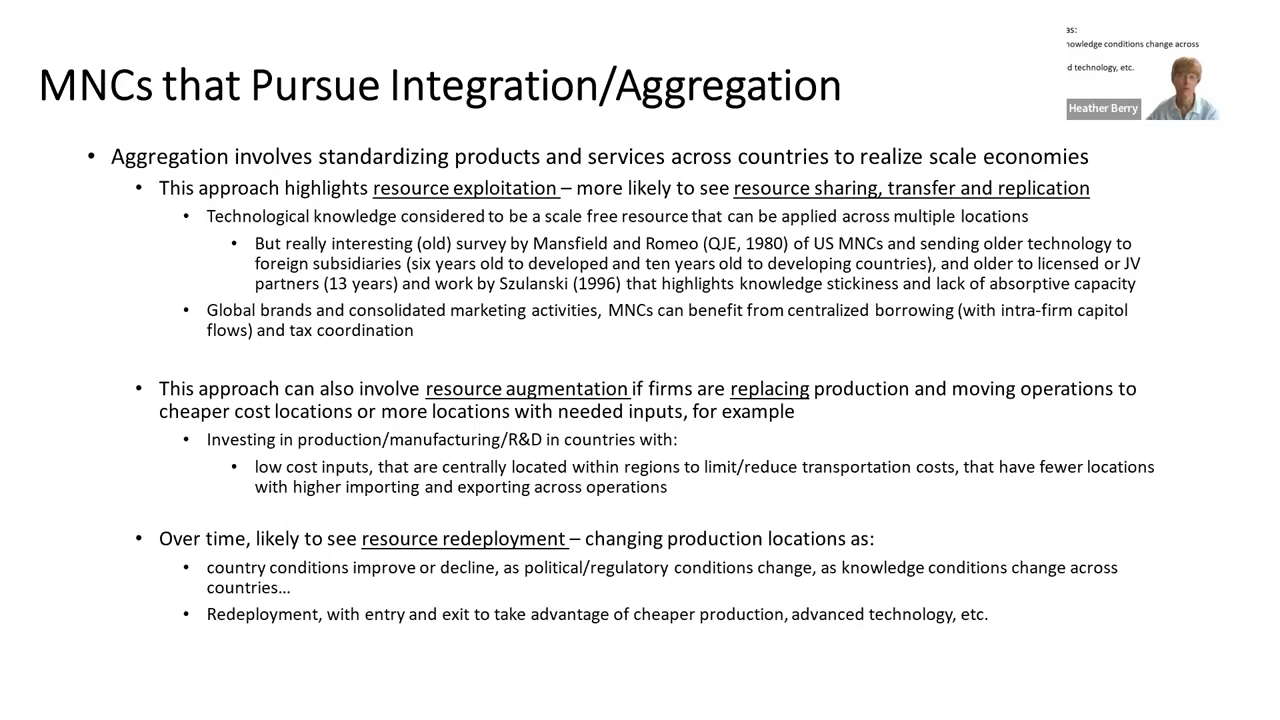 as:
nowledge conditions change across
d technology, etc.
Heather Berry
MNCs that Pursue Integration/Aggregation
• Aggregation involves standardizing products and services across countries to realize scale economies
• This approach highlights resource exploitation – more likely to see resource sharing, transfer and replication
• Technological knowledge considered to be a scale free resource that can be applied across multiple locations
• But really interesting (old) survey by Mansfield and Romeo (QJE, 1980) of US MNCs and sending older technology to
foreign subsidiaries (six years old to developed and ten years old to developing countries), and older to licensed or JV
partners (13 years) and work by Szulanski (1996) that highlights knowledge stickiness and lack of absorptive capacity
• Global brands and consolidated marketing activities, MNCs can benefit from centralized borrowing (with intra-firm capitol
flows) and tax coordination
• This approach can also involve resource augmentation if firms are replacing production and moving operations to
cheaper cost locations or more locations with needed inputs, for example
• Investing in production/manufacturing/R&D in countries with:
• low cost inputs, that are centrally located within regions to limit/reduce transportation costs, that have fewer locations
with higher importing and exporting across operations
• Over time, likely to see resource redeployment – changing production locations as:
• country conditions improve or decline, as political/regulatory conditions change, as knowledge conditions change across
countries…
• Redeployment, with entry and exit to take advantage of cheaper production, advanced technology, etc.